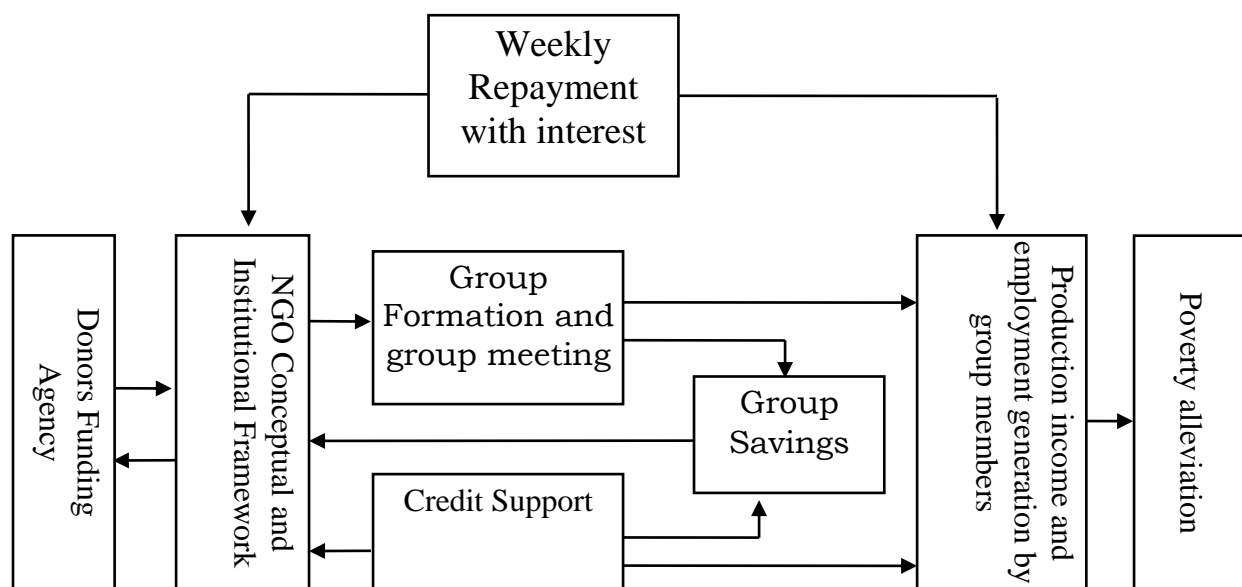 Weekly
Repayment
with interest
Donors Funding
Agency
NGO Conceptual and
Institutional Framework
Group
Formation and
group meeting
Group
Savings
Credit Support
Production income and
employment generation by
group members
Poverty alleviation